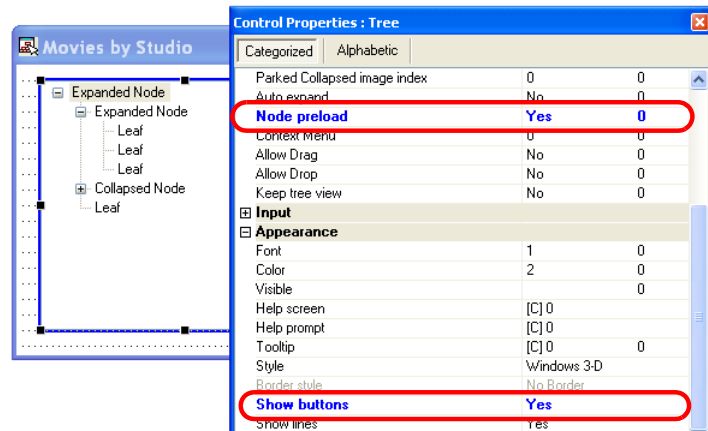 Movies by Studio
Expanded Node
Expanded Node
Leaf
Leaf
Leaf
Collapsed Node
Leaf
Control Properties : Tree
Categorized Alphabetic
Parked Collapsed image index 0 0
Auto expand No 0
Node preload Yes 0
Context Menu 0 0
Allow Drag No 0
Allow Drop No 0
Keep tree view No 0
Input
Appearance
Font 1 0
Color 2 0
Visible 0
Help screen [C] 0
Help prompt [C] 0
Tooltip [C] 0 0
Style Windows 3-D
Border style No Border
Show buttons Yes
Show lines Yes